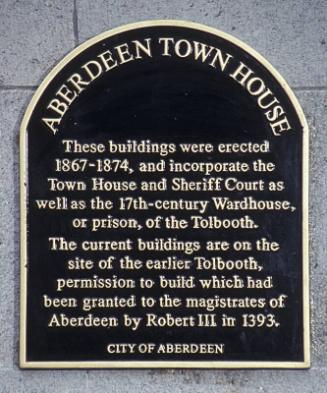 ABERDEEN TOWN HOUSE
These buildings were erected
1867-1874, and incorporate the
Town House and Sheriff Court as
well as the 17th-century Wardhouse,
or prison, of the Tolbooth.
The current buildings are on the
site of the earlier Tolbooth,
permission to build which had
been granted to the magistrates of
Aberdeen by Robert III in 1393.
CITY OF ABERDEEN